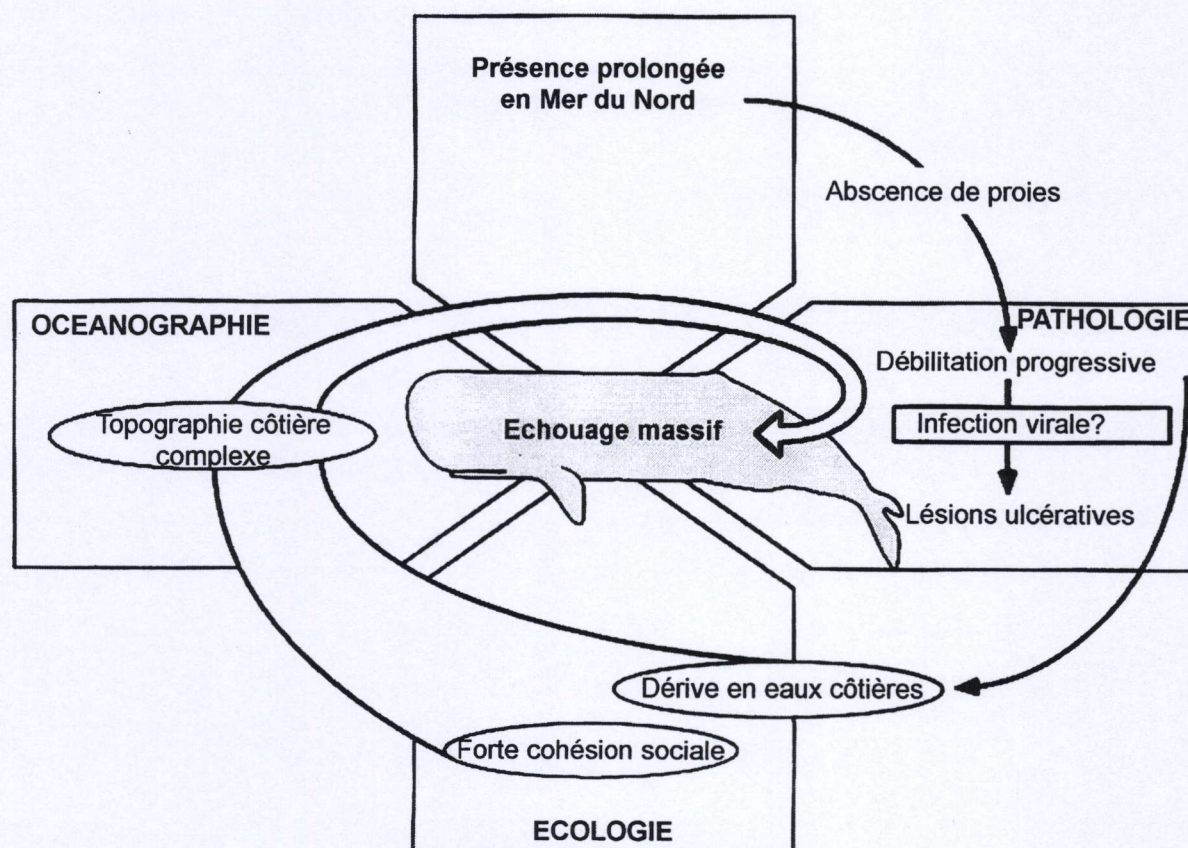 Présence prolongée
en Mer du Nord
Abscence de proies
OCEANOGRAPHIE
PATHOLOGIE
Débilitation progressive
Topographie côtière
complexe
Echouage massif
Infection virale?
Lésions ulcératives
Dérive en eaux côtières
Forte cohésion sociale
ECOLOGIE